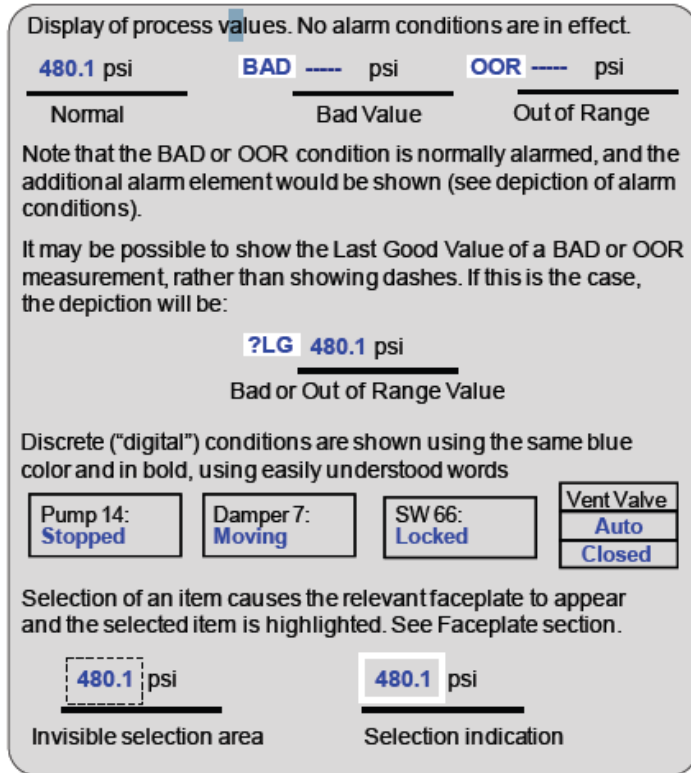 Display of process values. No alarm conditions are in effect.
480.1 psi BAD ----- psi OOR ----- psi
Normal Bad Value Out of Range
Note that the BAD or OOR condition is normally alarmed, and the
additional alarm element would be shown (see depiction of alarm
conditions).
It may be possible to show the Last Good Value of a BAD or OOR
measurement, rather than showing dashes. If this is the case,
the depiction will be:
?LG 480.1 psi
Bad or Out of Range Value
Discrete (“digital”) conditions are shown using the same blue
color and in bold, using easily understood words
Pump 14:
Stopped
Damper 7:
Moving
SW 66:
Locked
Vent Valve
Auto
Closed
Selection of an item causes the relevant faceplate to appear
and the selected item is highlighted. See Faceplate section.
480.1 psi 480.1 psi
Invisible selection area Selection indication